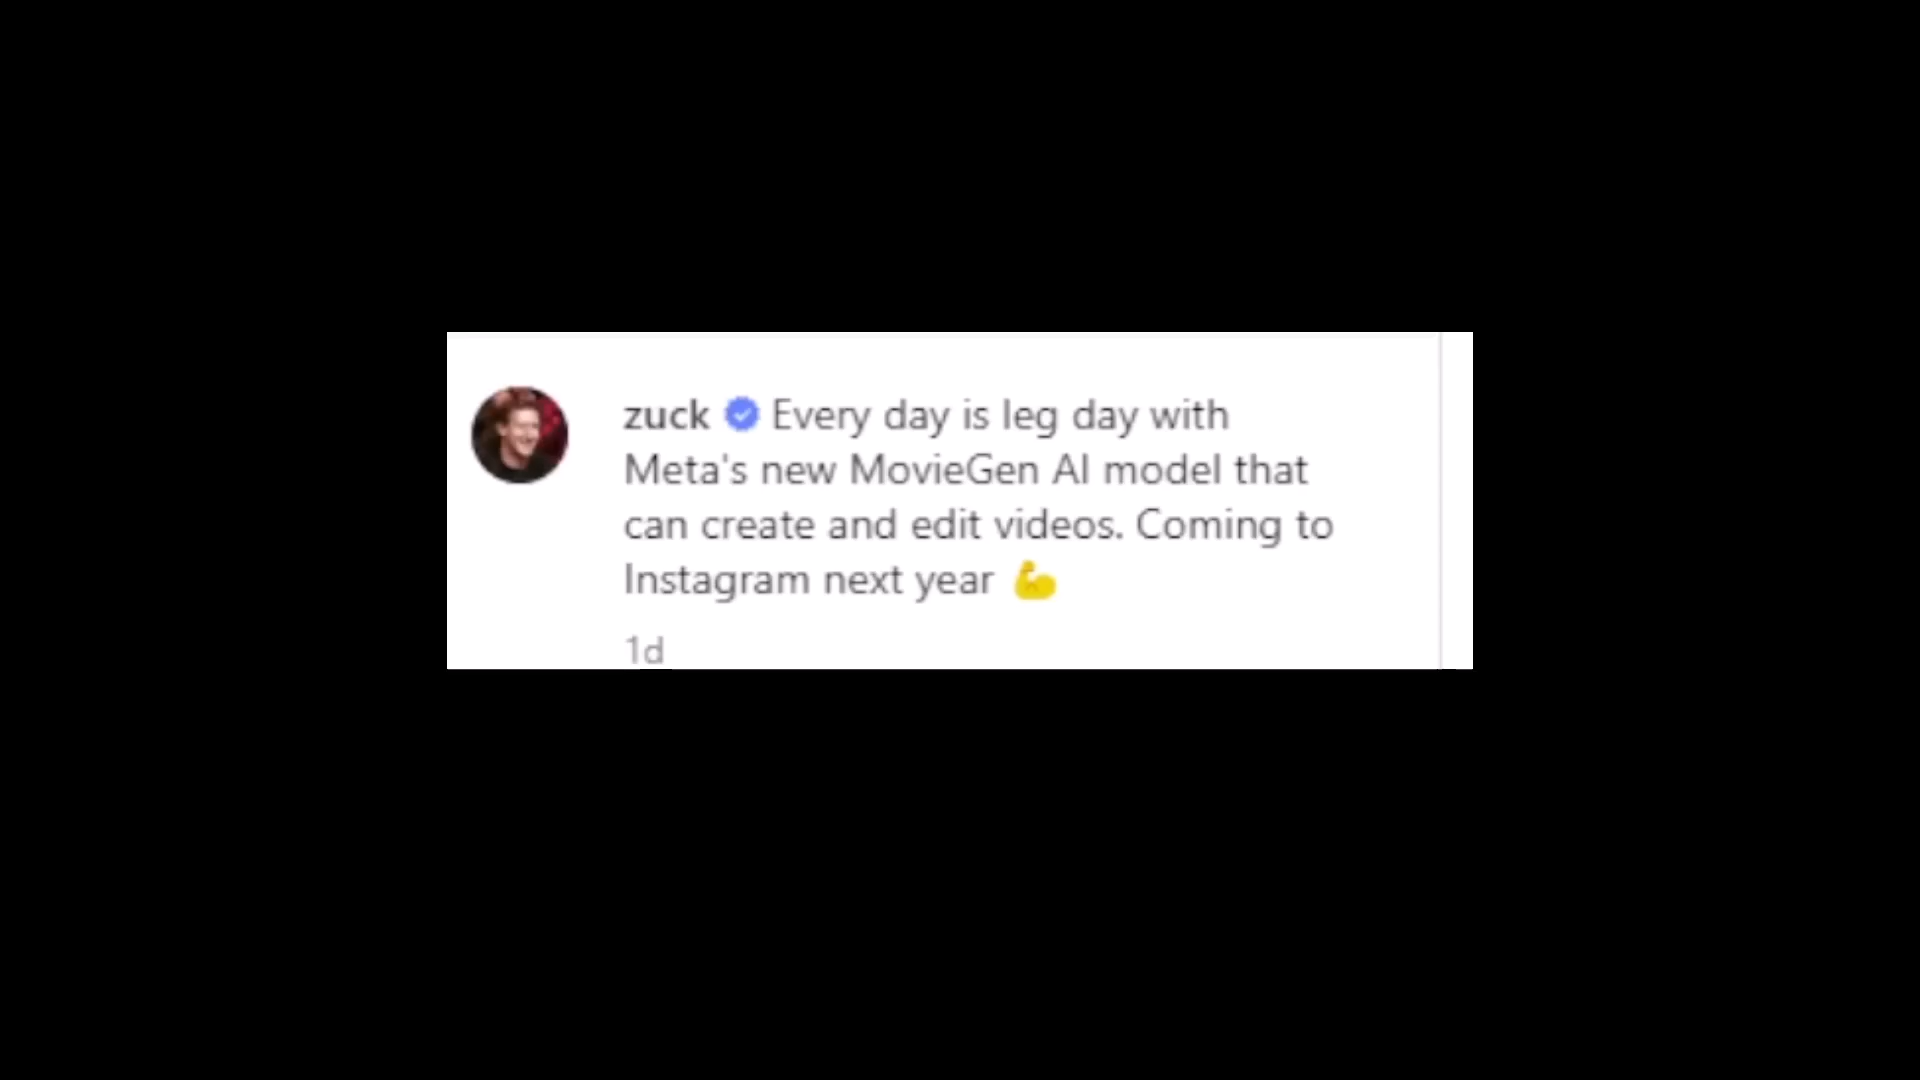 zuck Every day is leg day with
Meta's new MovieGen AI model that
can create and edit videos. Coming to
Instagram next year 💪
1d